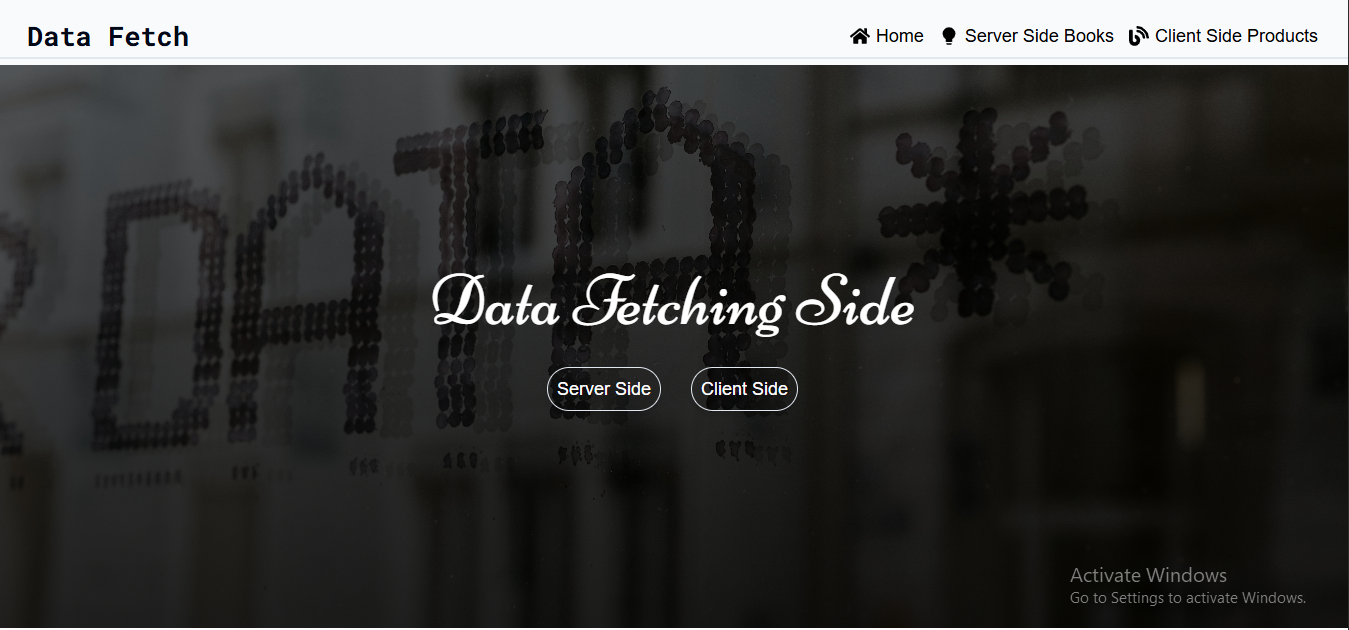 Data Fetch
Home
Server Side Books
Client Side Products
DATA*
Data Fetching Side
Server Side
Client Side
Activate Windows
Go to Settings to activate Windows.